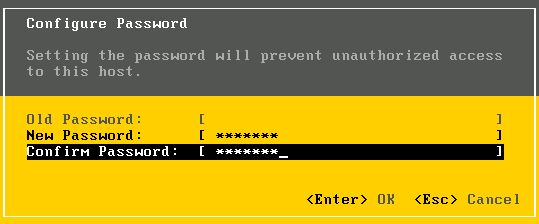 Configure Password
Setting the password will prevent unauthorized access
to this host.
Old Password: [ ]
New Password: [ ******* ]
Confirm Password: [ *******_ ]
<Enter> OK <Esc> Cancel